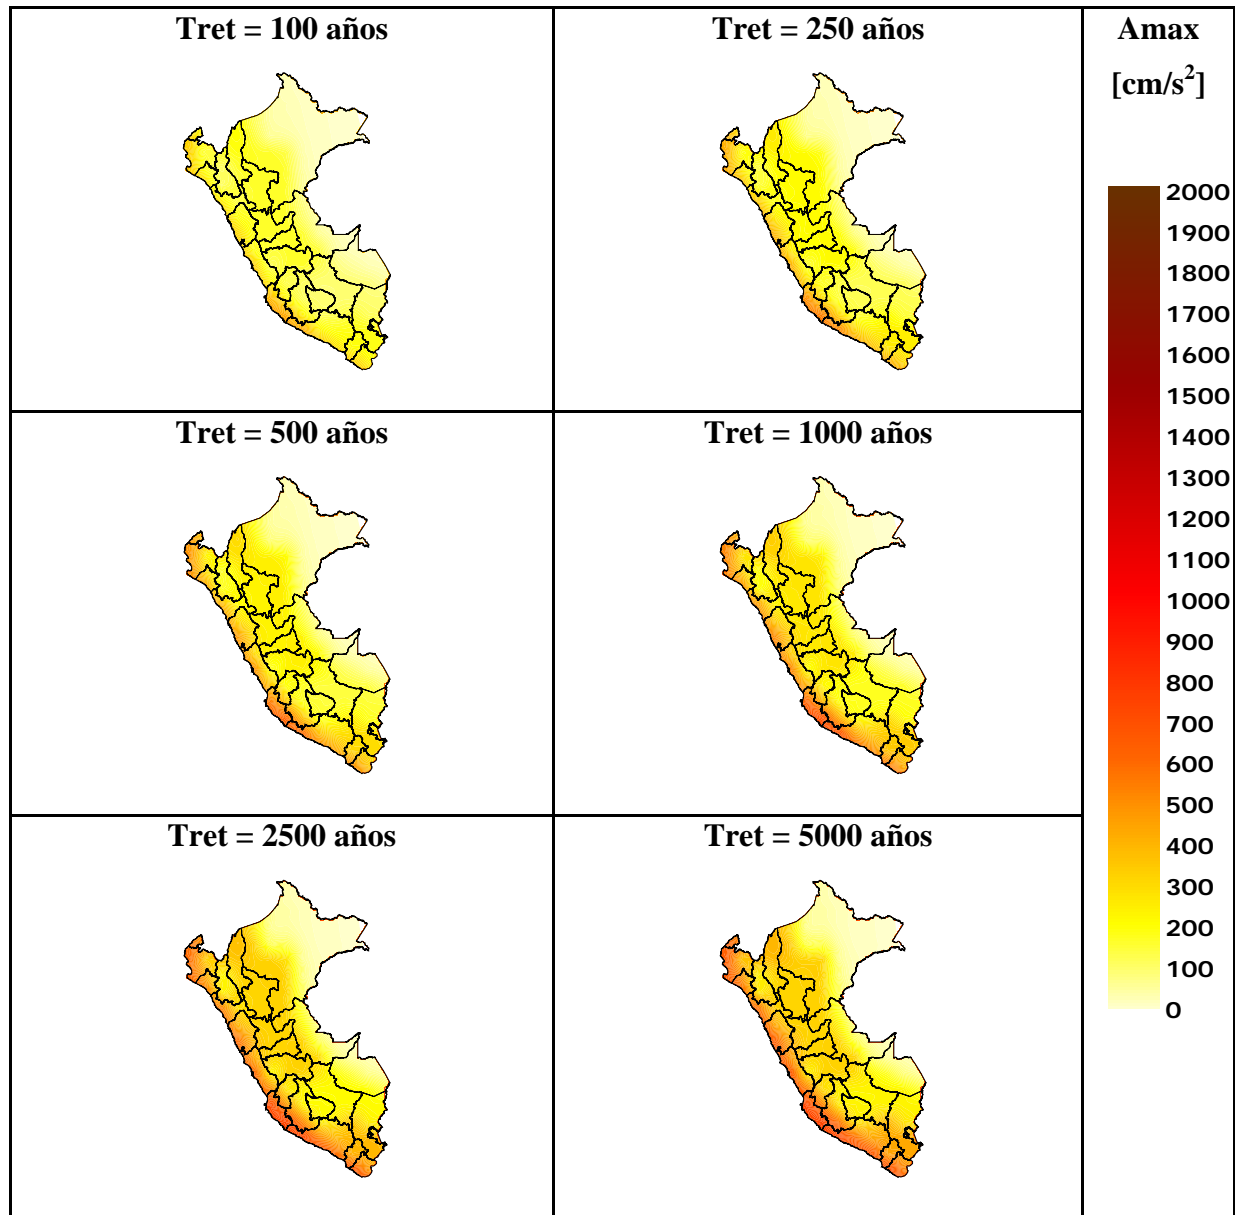 Tret = 100 años
Tret = 250 años
Amax
[cm/s²]
Tret = 500 años
Tret = 1000 años
Tret = 2500 años
Tret = 5000 años
2000
1900
1800
1700
1600
1500
1400
1300
1200
1100
1000
900
800
700
600
500
400
300
200
100
0